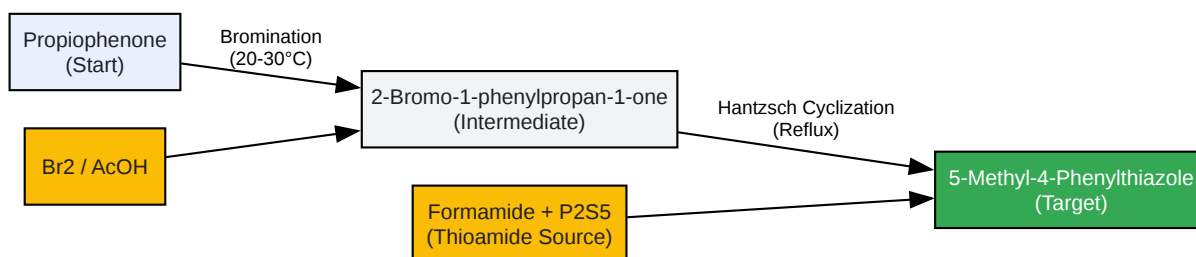 Propiophenone
(Start)
Bromination
(20-30°C)
Br2 / AcOH
2-Bromo-1-phenylpropan-1-one
(Intermediate)
Hantzsch Cyclization
(Reflux)
Formamide + P2S5
(Thioamide Source)
5-Methyl-4-Phenylthiazole
(Target)